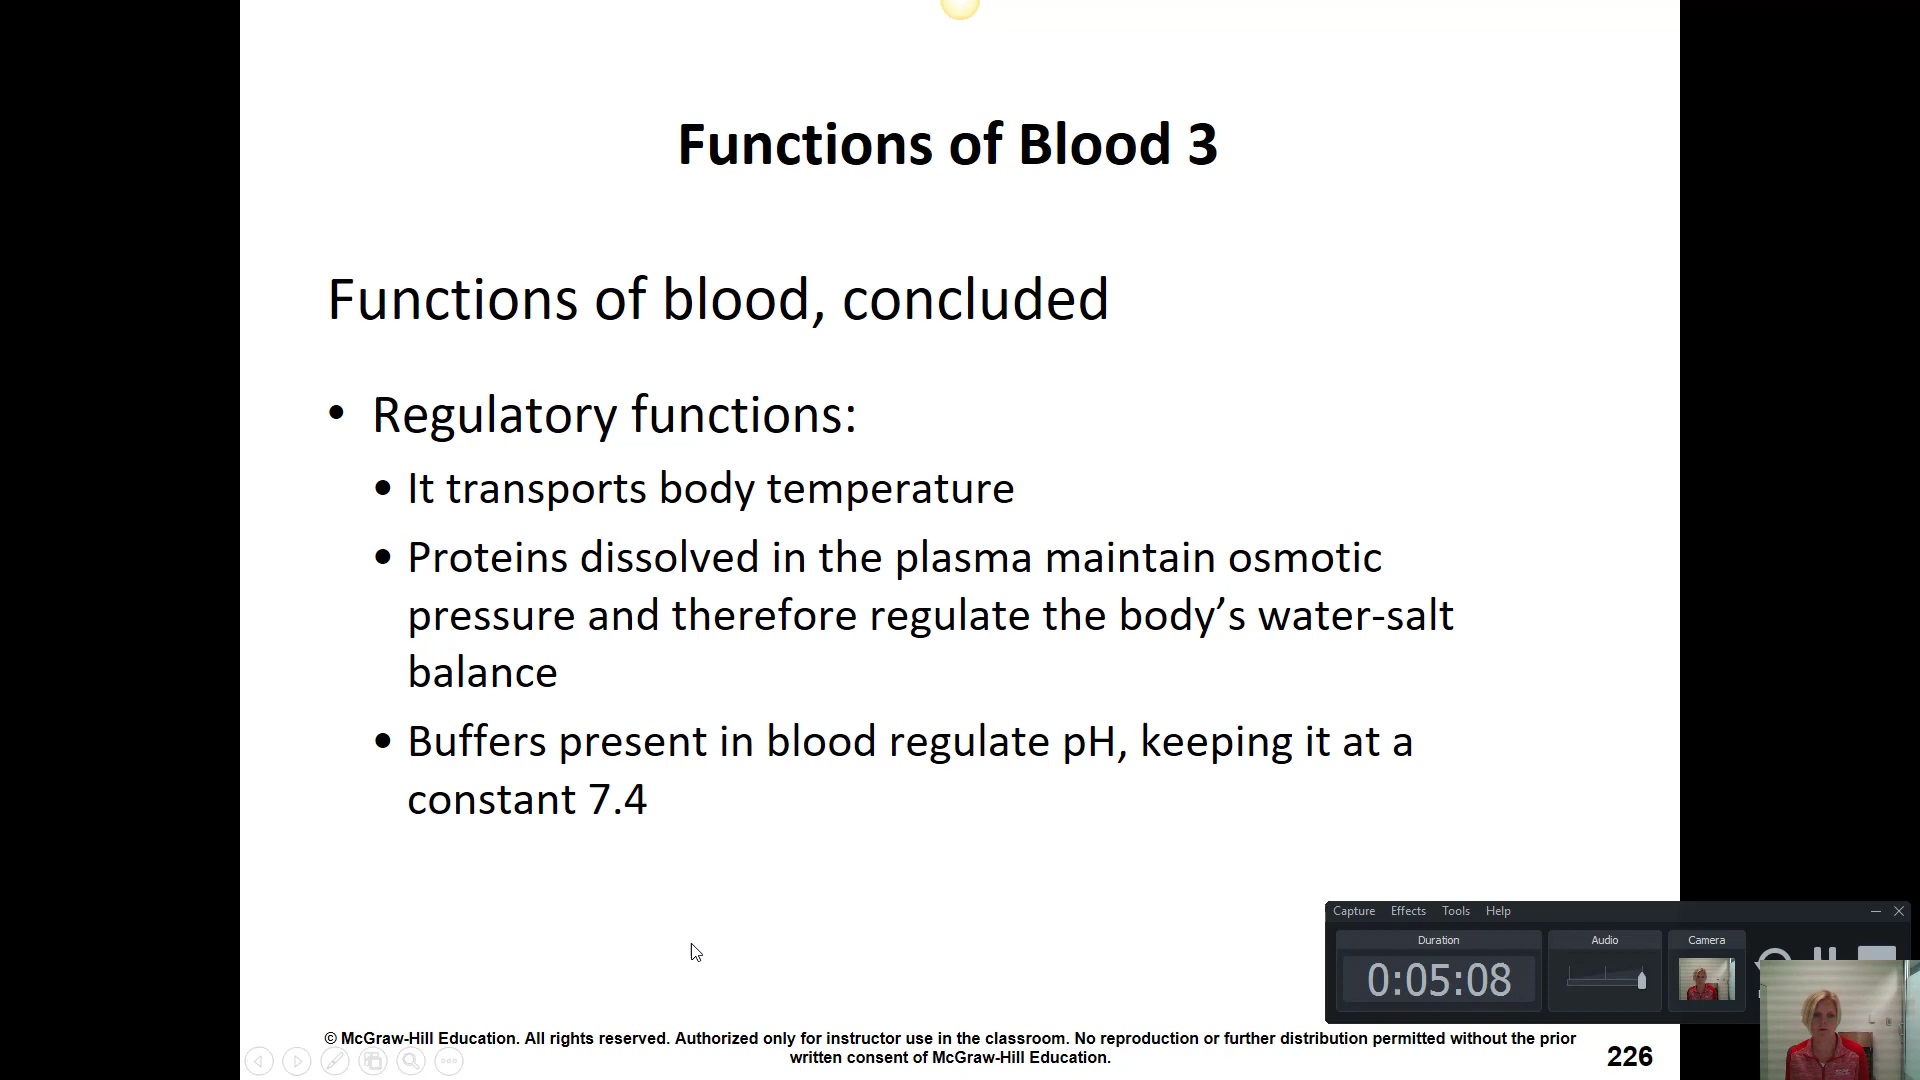 Functions of Blood 3
Functions of blood, concluded
• Regulatory functions:
• It transports body temperature
• Proteins dissolved in the plasma maintain osmotic
pressure and therefore regulate the body’s water-salt
balance
• Buffers present in blood regulate pH, keeping it at a
constant 7.4
Capture Effects Tools Help
Duration Audio Camera
0:05:08
© McGraw-Hill Education. All rights reserved. Authorized only for instructor use in the classroom. No reproduction or further distribution permitted without the prior
written consent of McGraw-Hill Education.
226